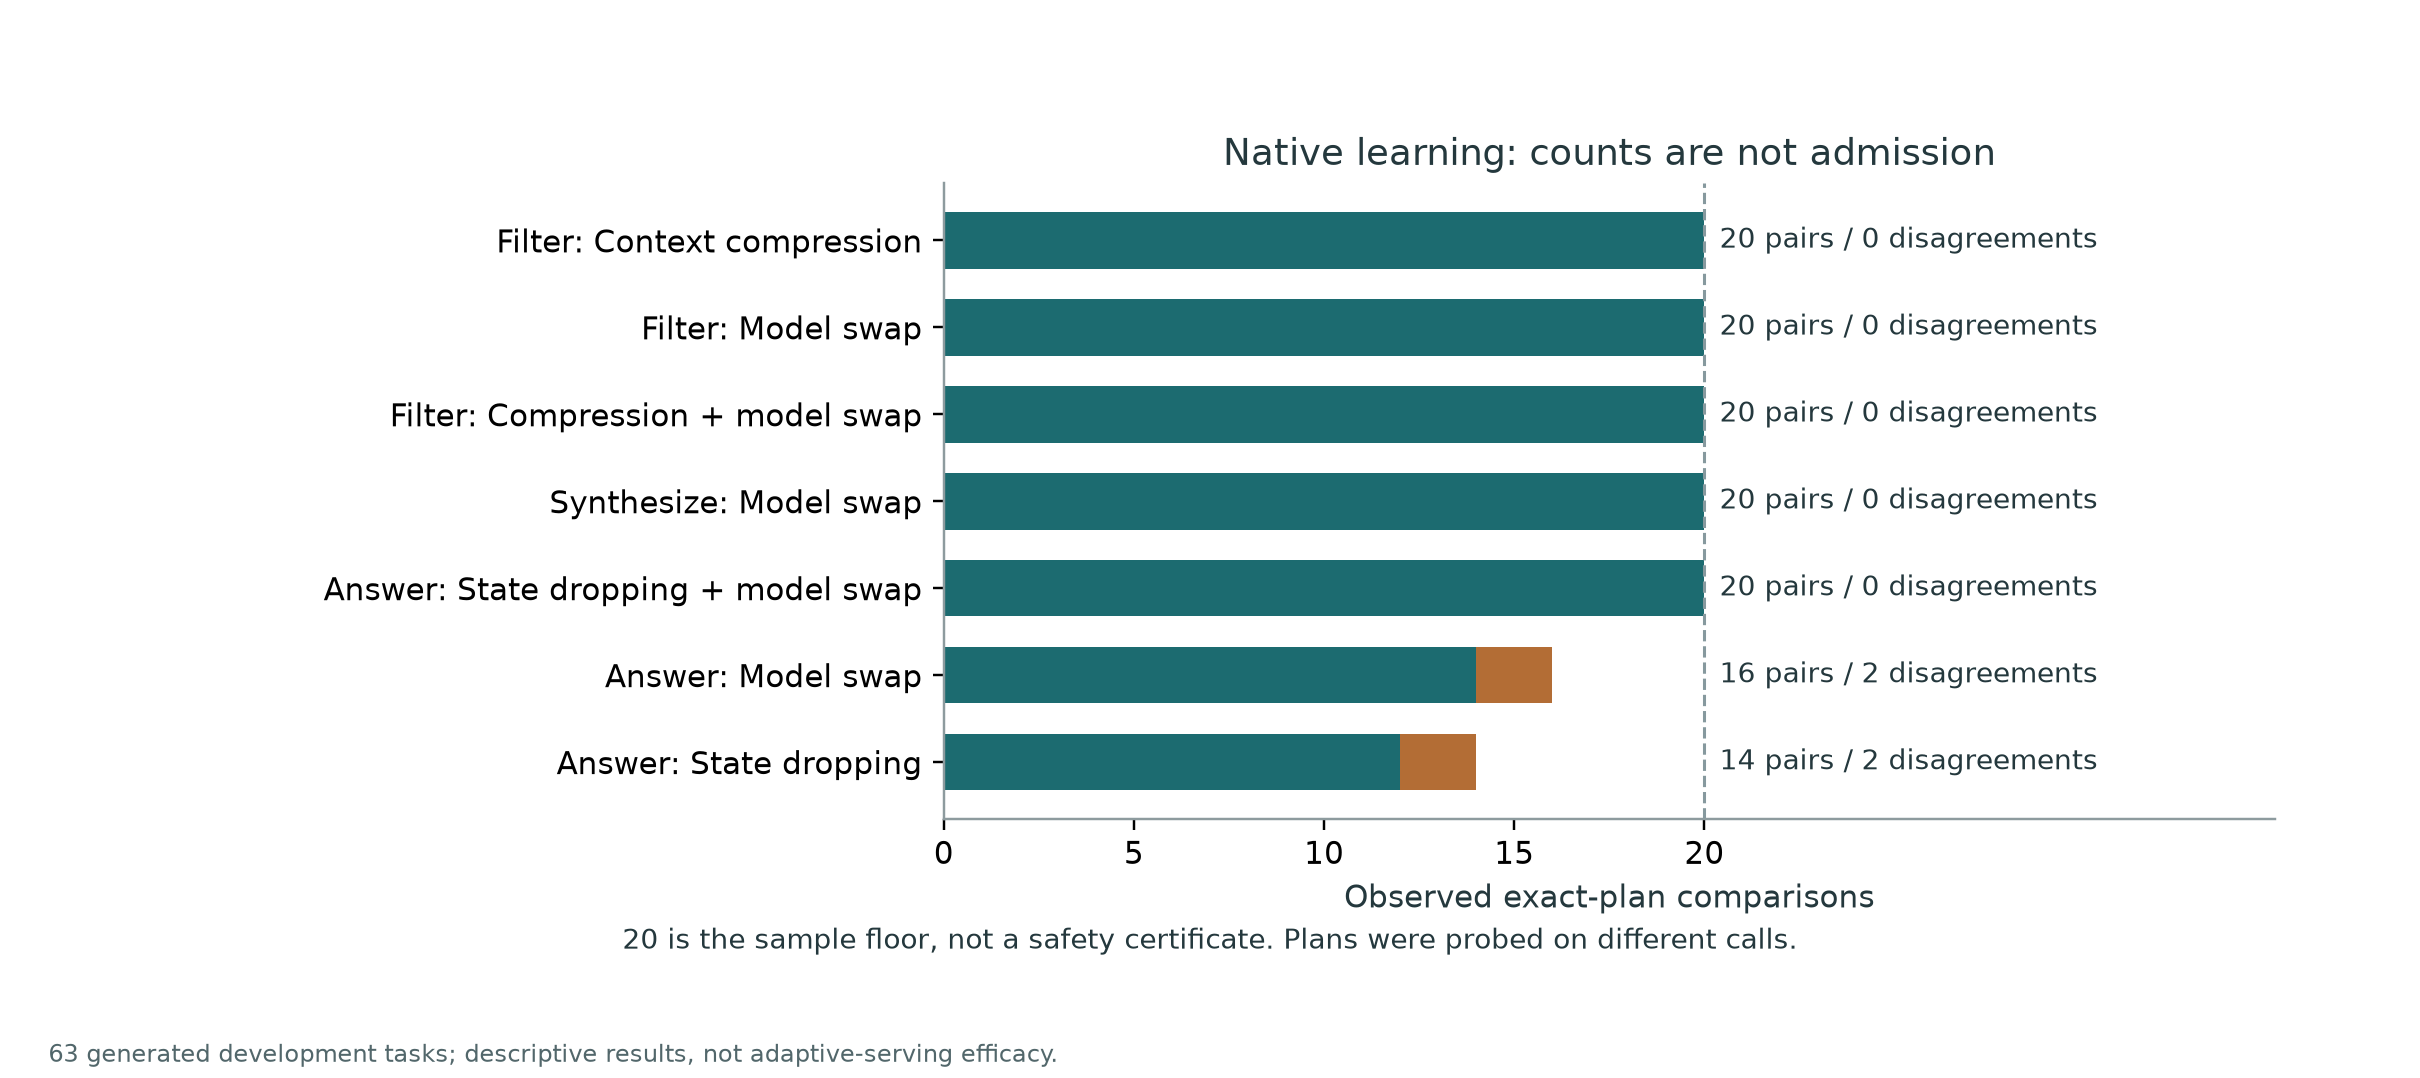 Native learning: counts are not admission
Filter: Context compression
20 pairs / 0 disagreements
Filter: Model swap
20 pairs / 0 disagreements
Filter: Compression + model swap
20 pairs / 0 disagreements
Synthesize: Model swap
20 pairs / 0 disagreements
Answer: State dropping + model swap
20 pairs / 0 disagreements
Answer: Model swap
16 pairs / 2 disagreements
Answer: State dropping
14 pairs / 2 disagreements
0 5 10 15 20
Observed exact-plan comparisons
20 is the sample floor, not a safety certificate. Plans were probed on different calls.
63 generated development tasks; descriptive results, not adaptive-serving efficacy.